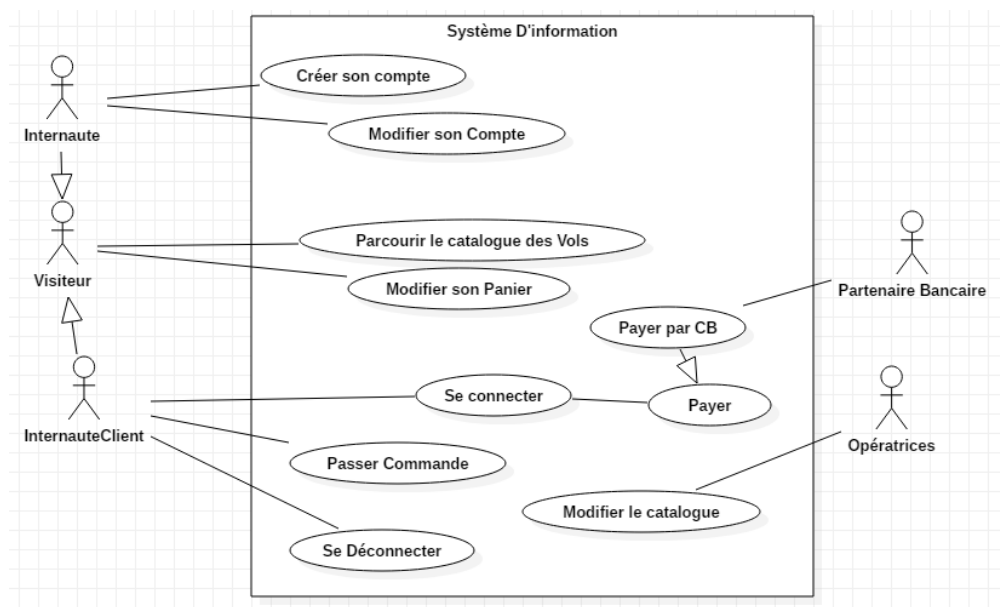 Système D'information
Créer son compte
Internaute
Modifier son Compte
Parcourir le catalogue des Vols
Visiteur
Modifier son Panier
Partenaire Bancaire
Payer par CB
Se connecter
Payer
InternauteClient
Opératrices
Passer Commande
Modifier le catalogue
Se Déconnecter